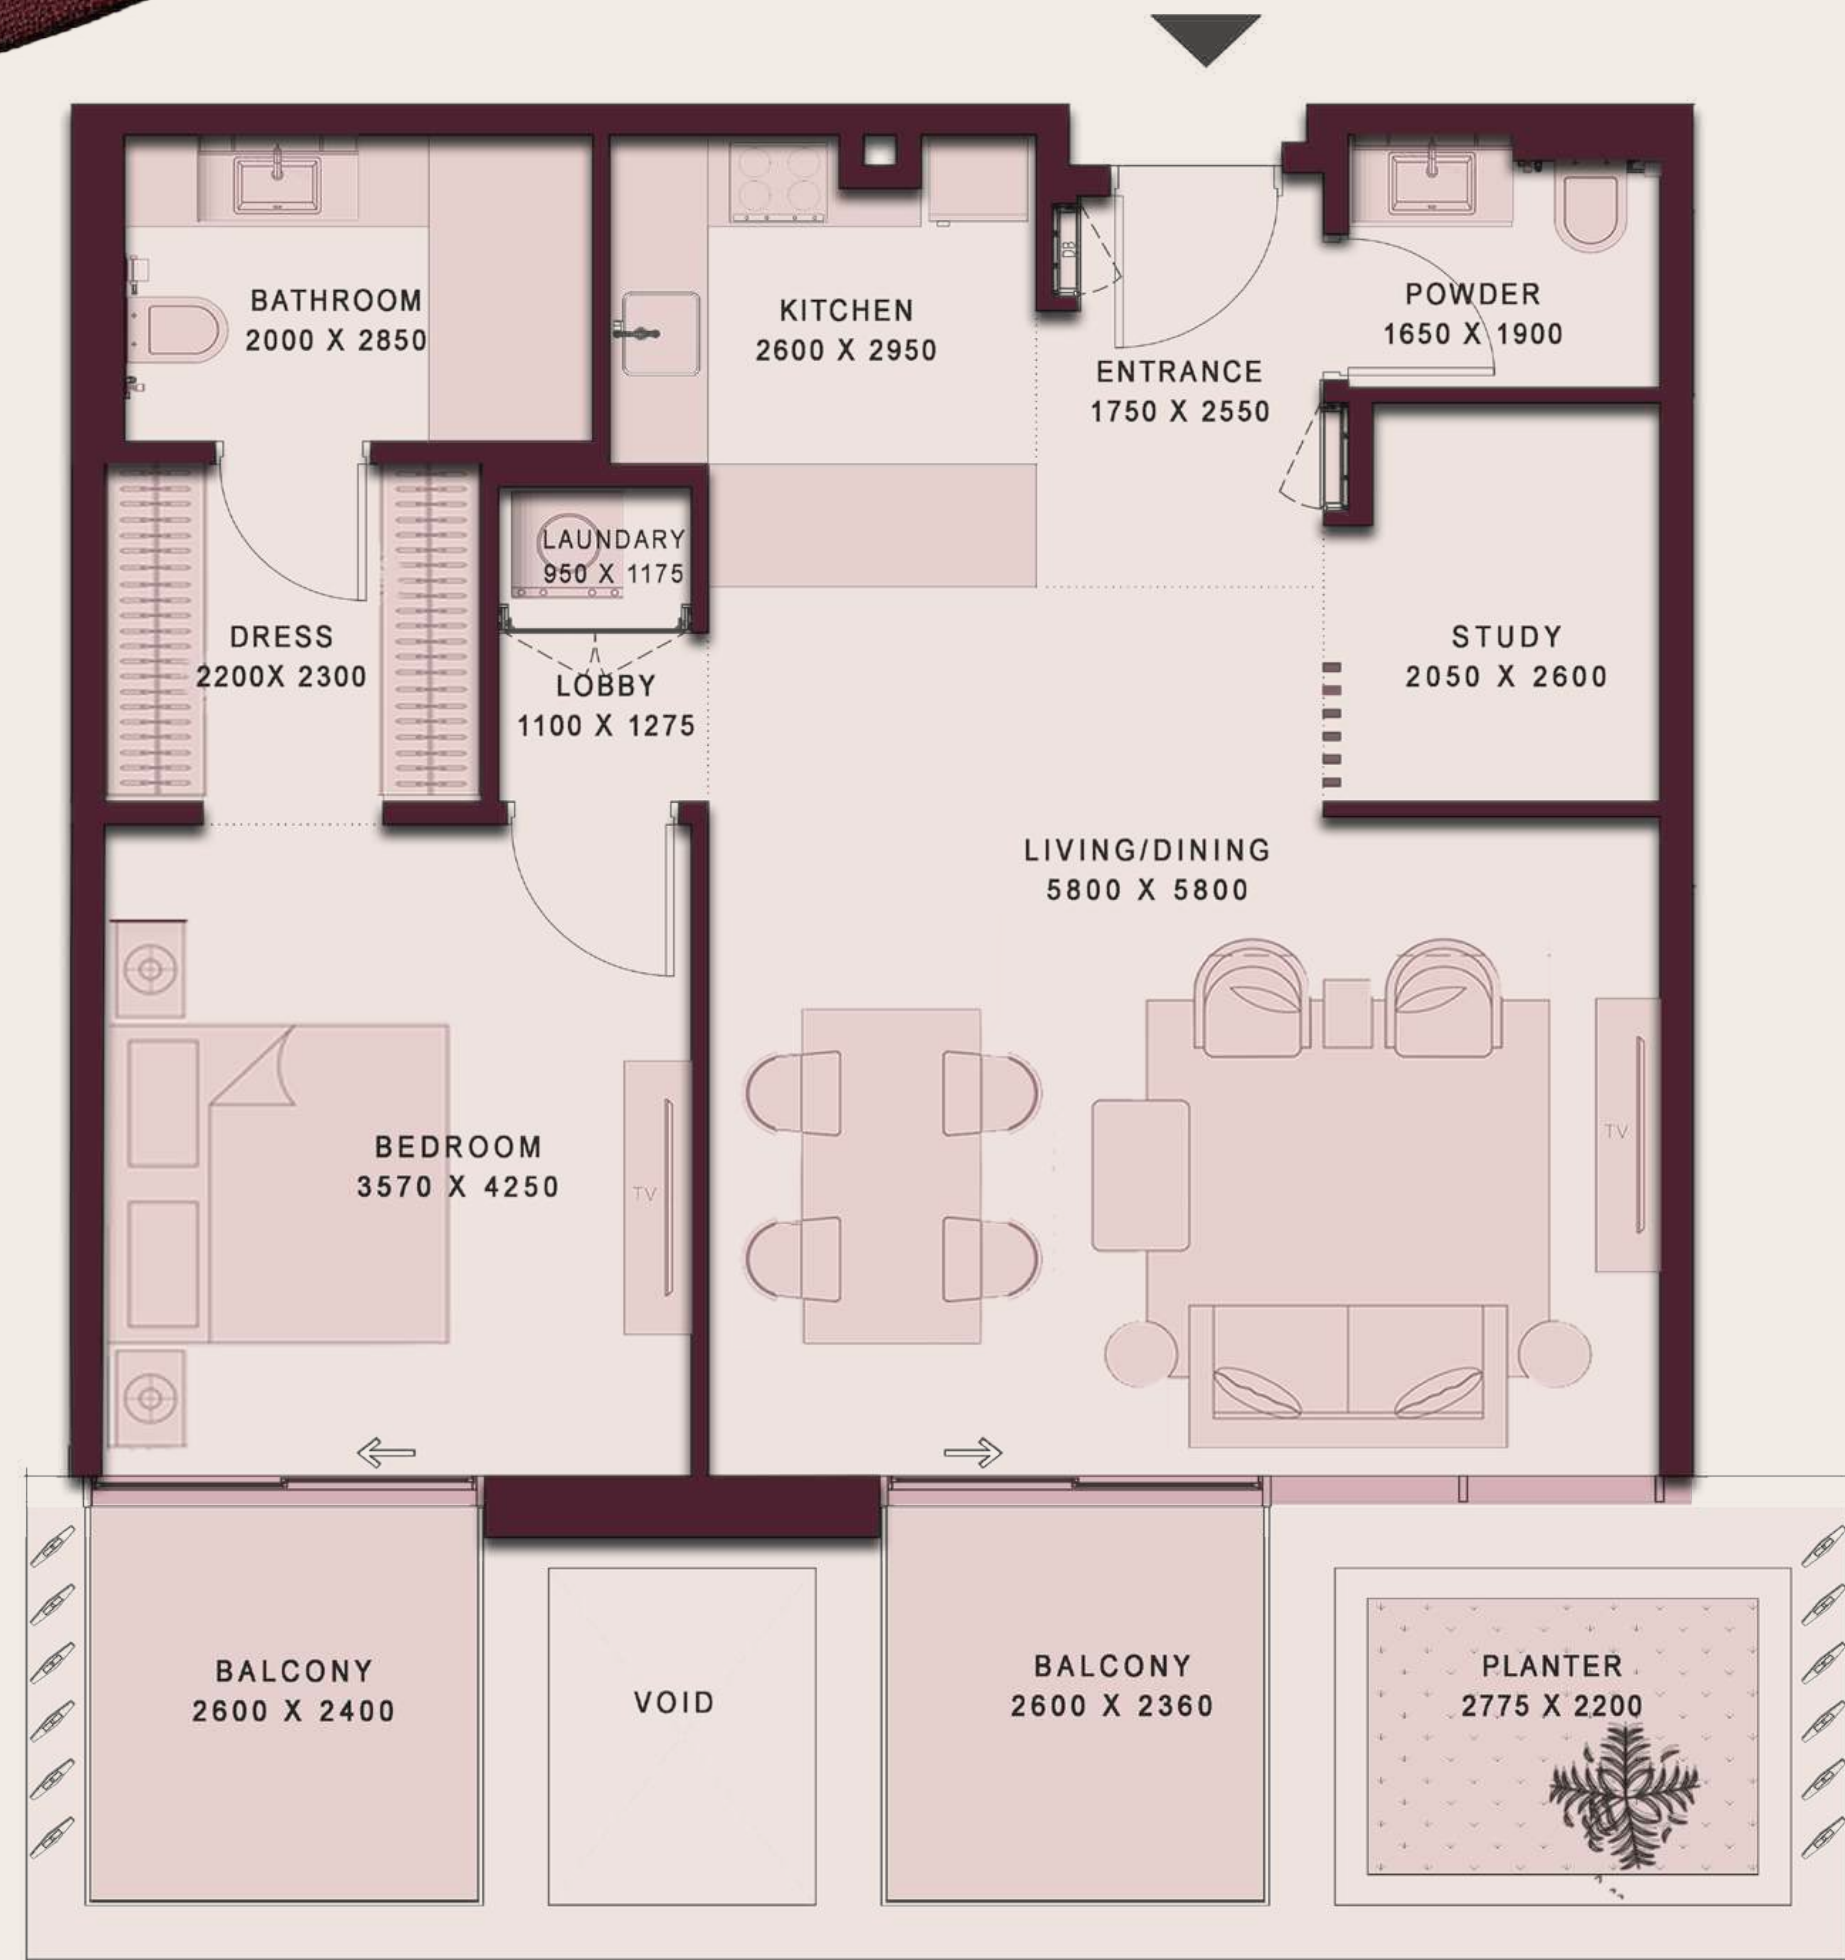 BATHROOM
2000 X 2850
KITCHEN
2600 X 2950
DB
ENTRANCE
1750 X 2550
POWDER
1650 X 1900
LAUNDARY
950 X 1175
DRESS
2200X 2300
LOBBY
1100 X 1275
STUDY
2050 X 2600
LIVING/DINING
5800 X 5800
BEDROOM
3570 X 4250
TV
TV
BALCONY
2600 X 2400
VOID
BALCONY
2600 X 2360
PLANTER
2775 X 2200